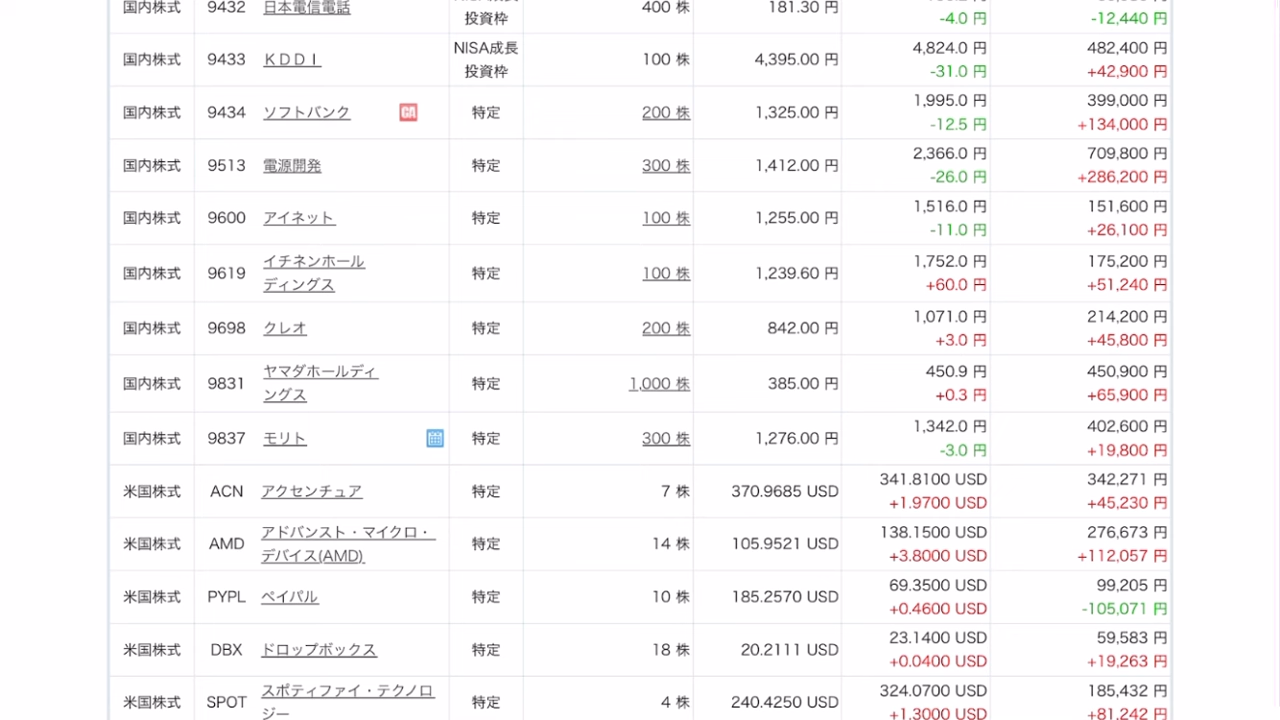 国内株式 9432 日本電信電話 投資枠 400 株 181.30 円 -4.0 円 -12,440 円
国内株式 9433 ＫＤＤＩ NISA成長投資枠 100 株 4,395.00 円 4,824.0 円 -31.0 円 482,400 円 +42,900 円
国内株式 9434 ソフトバンク CA 特定 200 株 1,325.00 円 1,995.0 円 -12.5 円 399,000 円 +134,000 円
国内株式 9513 電源開発 特定 300 株 1,412.00 円 2,366.0 円 -26.0 円 709,800 円 +286,200 円
国内株式 9600 アイネット 特定 100 株 1,255.00 円 1,516.0 円 -11.0 円 151,600 円 +26,100 円
国内株式 9619 イチネンホールディングス 特定 100 株 1,239.60 円 1,752.0 円 +60.0 円 175,200 円 +51,240 円
国内株式 9698 クレオ 特定 200 株 842.00 円 1,071.0 円 +3.0 円 214,200 円 +45,800 円
国内株式 9831 ヤマダホールディングス 特定 1,000 株 385.00 円 450.9 円 +0.3 円 450,900 円 +65,900 円
国内株式 9837 モリト 特定 300 株 1,276.00 円 1,342.0 円 -3.0 円 402,600 円 +19,800 円
米国株式 ACN アクセンチュア 特定 7 株 370.9685 USD 341.8100 USD +1.9700 USD 342,271 円 +45,230 円
米国株式 AMD アドバンスト・マイクロ・デバイス(AMD) 特定 14 株 105.9521 USD 138.1500 USD +3.8000 USD 276,673 円 +112,057 円
米国株式 PYPL ペイパル 特定 10 株 185.2570 USD 69.3500 USD +0.4600 USD 99,205 円 -105,071 円
米国株式 DBX ドロップボックス 特定 18 株 20.2111 USD 23.1400 USD +0.0400 USD 59,583 円 +19,263 円
米国株式 SPOT スポティファイ・テクノロジー 特定 4 株 240.4250 USD 324.0700 USD +1.3000 USD 185,432 円 +81,242 円